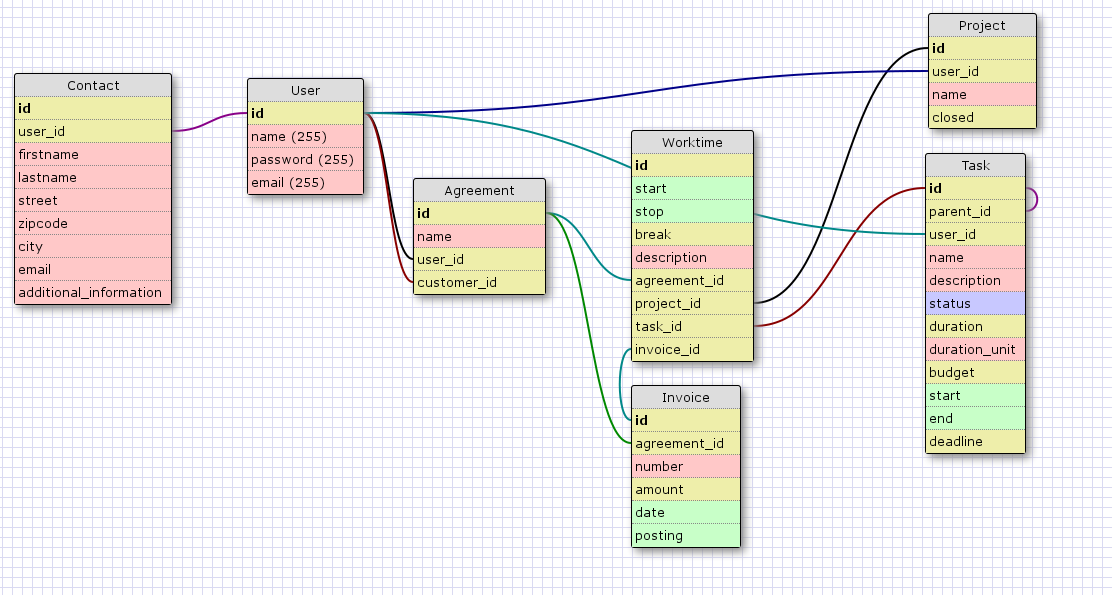 Contact
id
user_id
firstname
lastname
street
zipcode
city
email
additional_information
User
id
name (255)
password (255)
email (255)
Agreement
id
name
user_id
customer_id
Worktime
id
start
stop
break
description
agreement_id
project_id
task_id
invoice_id
Invoice
id
agreement_id
number
amount
date
posting
Project
id
user_id
name
closed
Task
id
parent_id
user_id
name
description
status
duration
duration_unit
budget
start
end
deadline